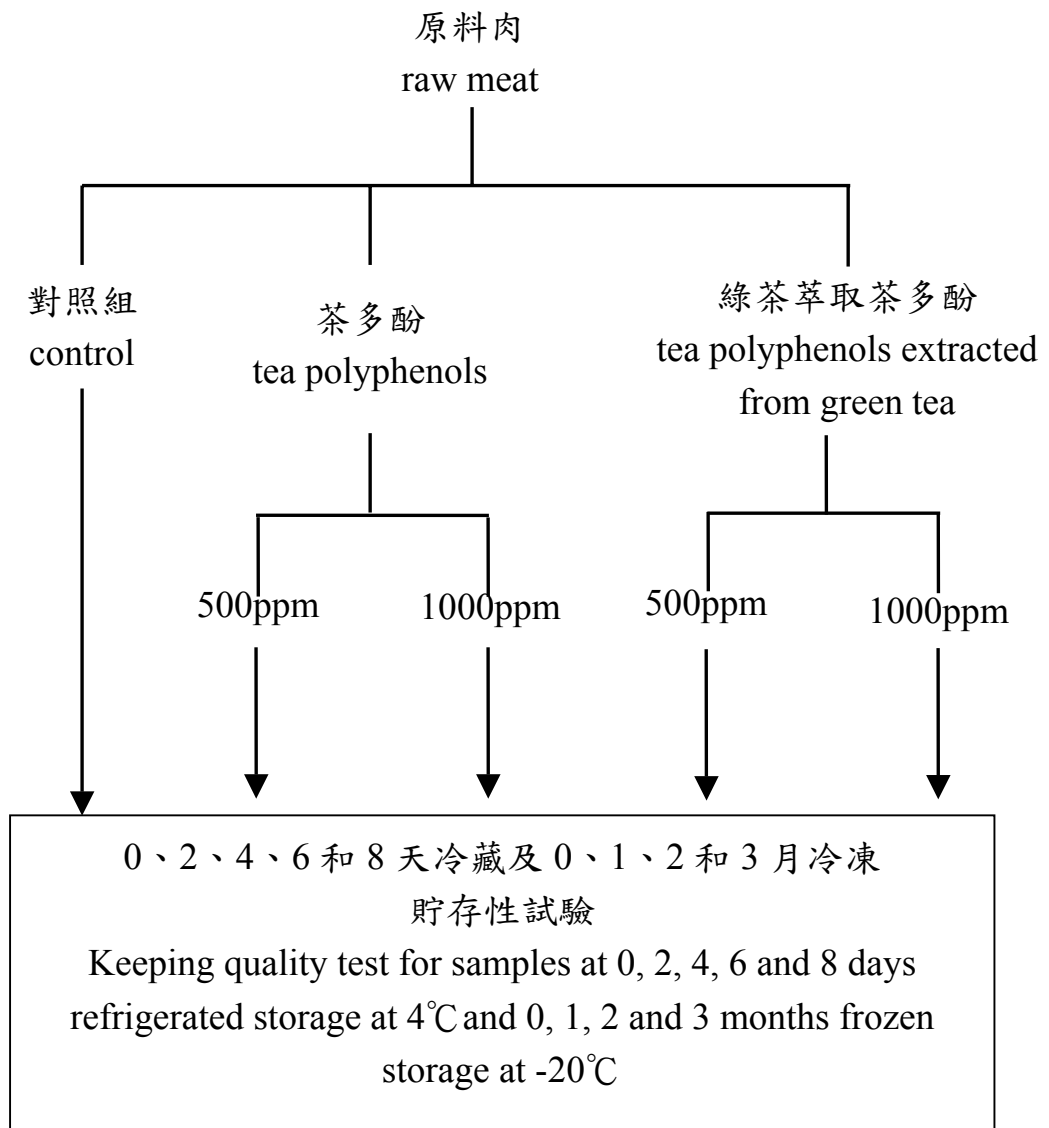 原料肉
raw meat
對照組
control
茶多酚
tea polyphenols
綠茶萃取茶多酚
tea polyphenols extracted
from green tea
500ppm
1000ppm
500ppm
1000ppm
0、2、4、6 和 8 天冷藏及 0、1、2 和 3 月冷凍
貯存性試驗
Keeping quality test for samples at 0, 2, 4, 6 and 8 days
refrigerated storage at 4℃ and 0, 1, 2 and 3 months frozen
storage at -20℃